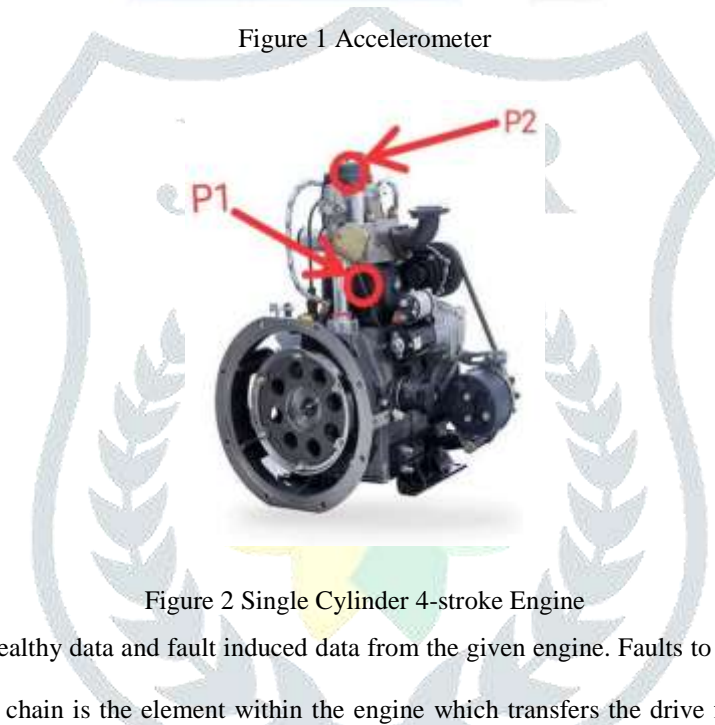 Figure 1 Accelerometer
P2
P1
Figure 2 Single Cylinder 4-stroke Engine
ealthy data and fault induced data from the given engine. Faults to
chain is the element within the engine which transfers the drive